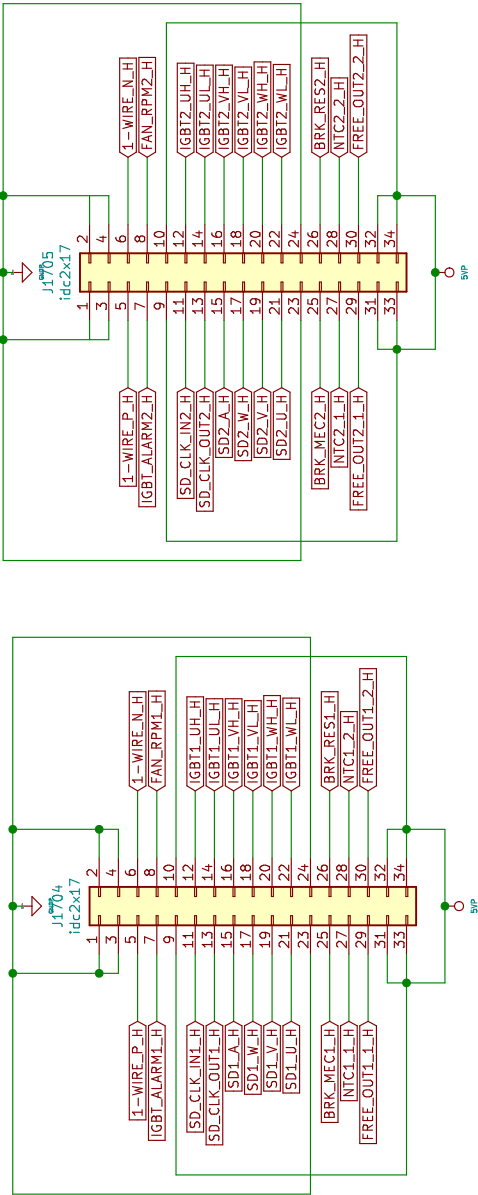 1-WIRE_N_H
FAN_RPM2_H
IGBT2_UH_H
IGBT2_UL_H
IGBT2_VH_H
IGBT2_VL_H
IGBT2_WH_H
IGBT2_WL_H
BRK_RES2_H
NTC2_2_H
FREE_OUT2_2_H
2 4 6 8 10 12 14 16 18 20 22 24 26 28 30 32 34
J1705
idc2x17
5VP
1 3 5 7 9 11 13 15 17 19 21 23 25 27 29 31 33
1-WIRE_P_H
IGBT_ALARM2_H
SD_CLK_IN2_H
SD_CLK_OUT2_H
SD2_A_H
SD2_W_H
SD2_V_H
SD2_U_H
BRK_MEC2_H
NTC2_1_H
FREE_OUT2_1_H
1-WIRE_N_H
FAN_RPM1_H
IGBT1_UH_H
IGBT1_UL_H
IGBT1_VH_H
IGBT1_VL_H
IGBT1_WH_H
IGBT1_WL_H
BRK_RES1_H
NTC1_2_H
FREE_OUT1_2_H
2 4 6 8 10 12 14 16 18 20 22 24 26 28 30 32 34
J1704
idc2x17
5VP
1 3 5 7 9 11 13 15 17 19 21 23 25 27 29 31 33
1-WIRE_P_H
IGBT_ALARM1_H
SD_CLK_IN1_H
SD_CLK_OUT1_H
SD1_A_H
SD1_W_H
SD1_V_H
SD1_U_H
BRK_MEC1_H
NTC1_1_H
FREE_OUT1_1_H